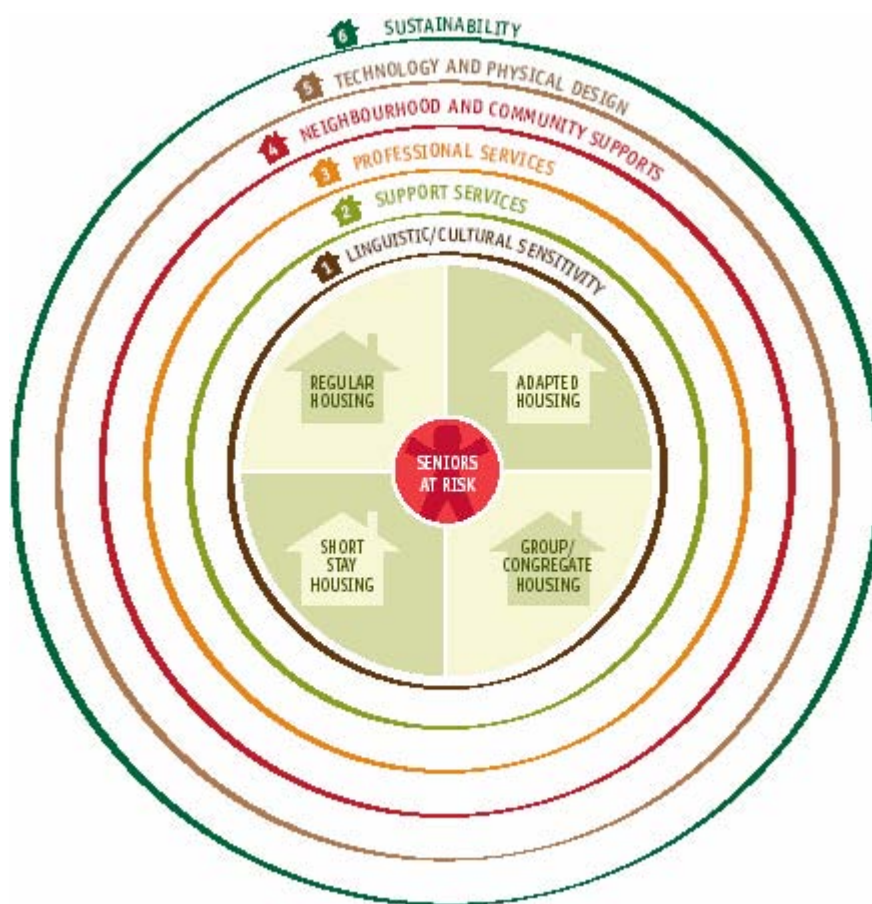 6 SUSTAINABILITY
5 TECHNOLOGY AND PHYSICAL DESIGN
4 NEIGHBOURHOOD AND COMMUNITY SUPPORTS
3 PROFESSIONAL SERVICES
2 SUPPORT SERVICES
1 LINGUISTIC/CULTURAL SENSITIVITY
REGULAR
HOUSING
ADAPTED
HOUSING
SENIORS
AT RISK
SHORT
STAY
HOUSING
GROUP/
CONGREGATE
HOUSING